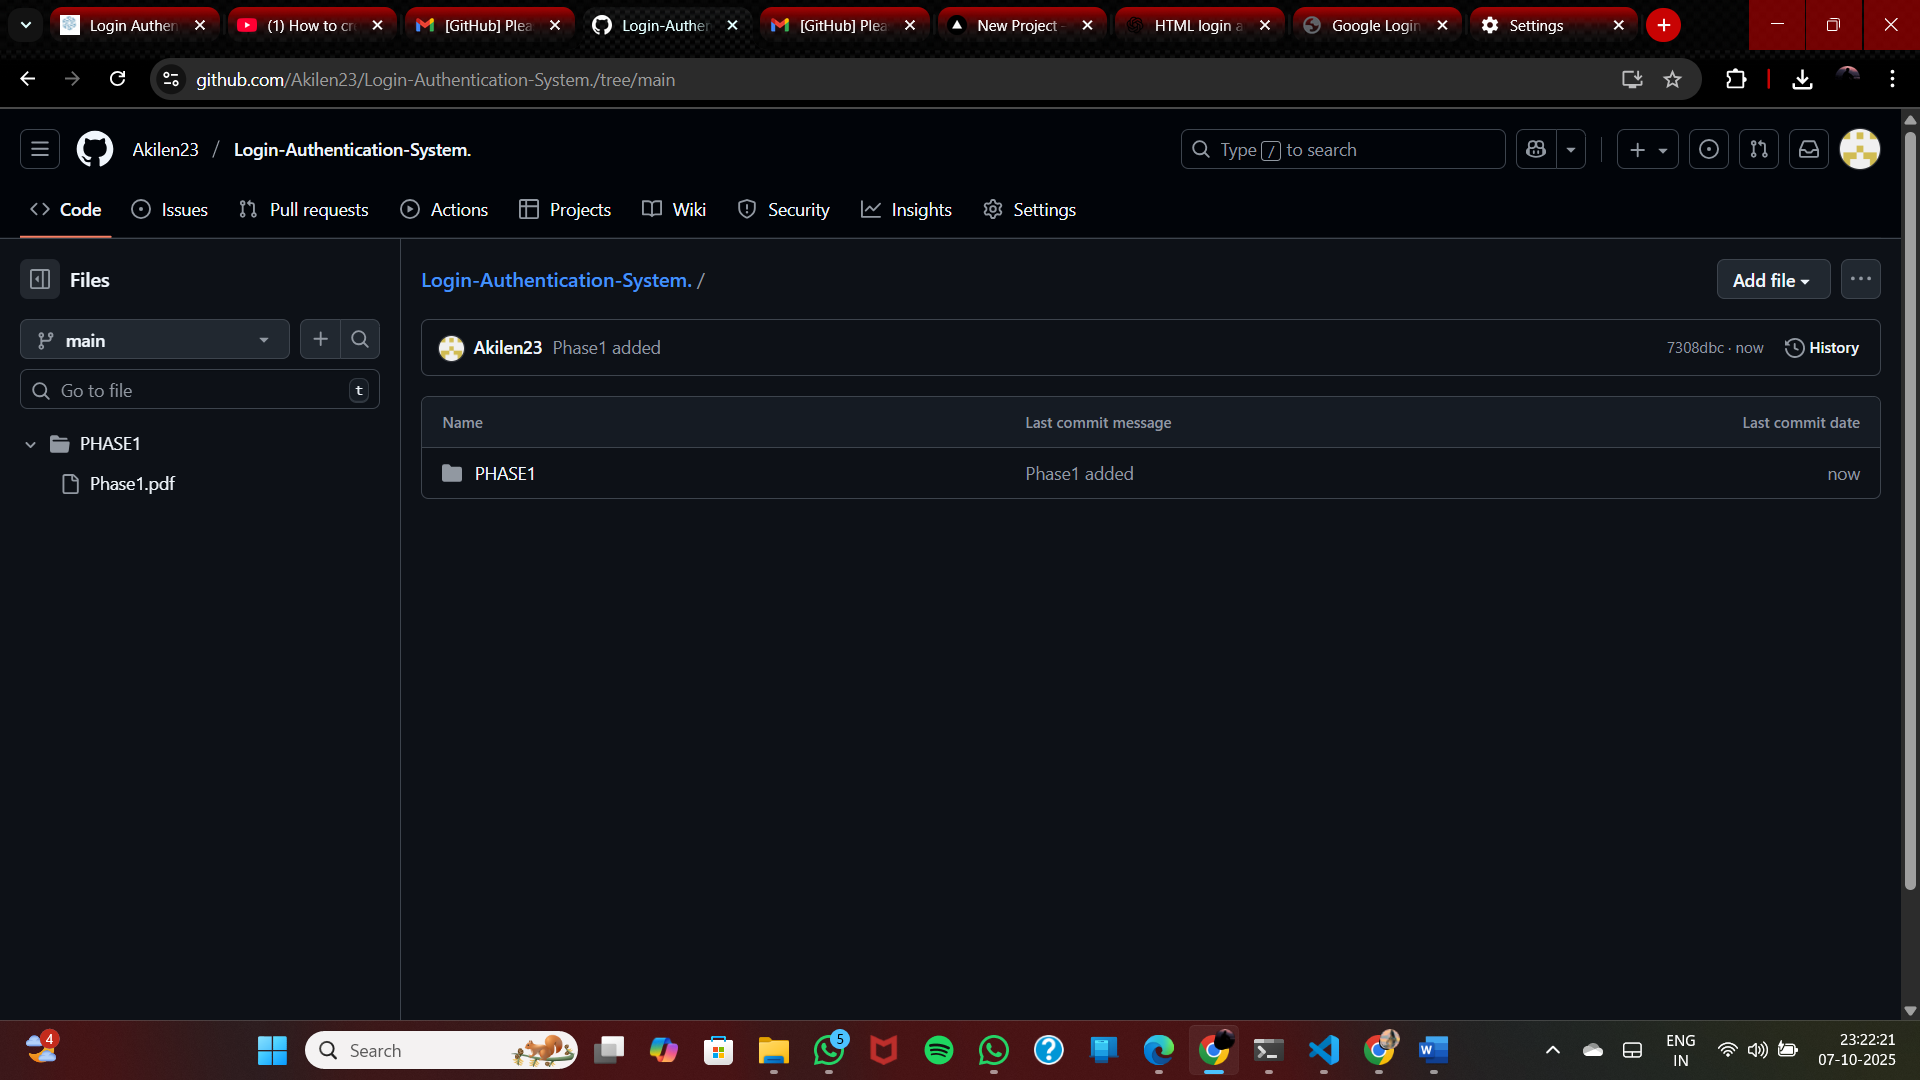 Login Authen
(1) How to cr
[GitHub] Plea
Login-Auther
[GitHub] Plea
New Project -
HTML login a
Google Login
Settings
github.com/Akilen23/Login-Authentication-System./tree/main
Akilen23 / Login-Authentication-System.
Type / to search
Code
Issues
Pull requests
Actions
Projects
Wiki
Security
Insights
Settings
Files
Login-Authentication-System. /
Add file
main
Akilen23 Phase1 added
7308dbc · now
History
Go to file
t
Name
Last commit message
Last commit date
PHASE1
Phase1.pdf
PHASE1
Phase1 added
now
4
Search
5
ENG
IN
23:22:21
07-10-2025